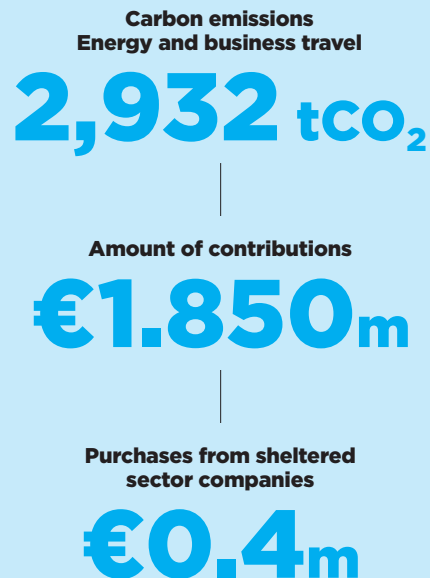 Carbon emissions
Energy and business travel
2,932 tCO₂
Amount of contributions
€1.850m
Purchases from sheltered
sector companies
€0.4m